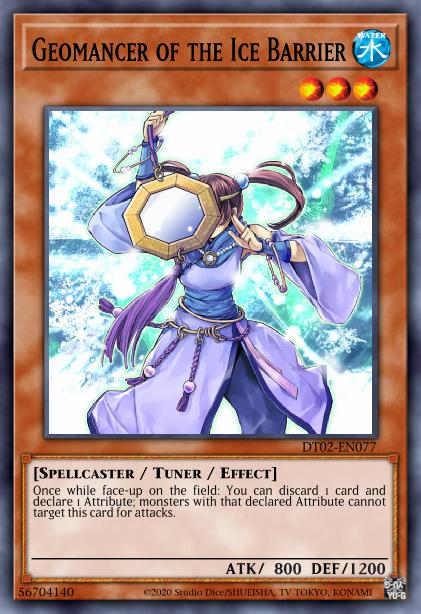 Geomancer of the Ice Barrier
WATER
水
DT02-EN077
[Spellcaster / Tuner / Effect]
Once while face-up on the field: You can discard 1 card and
declare 1 Attribute; monsters with that declared Attribute cannot
target this card for attacks.
ATK/ 800 DEF/1200
56704140
©2020 Studio Dice/SHUEISHA, TV TOKYO, KONAMI